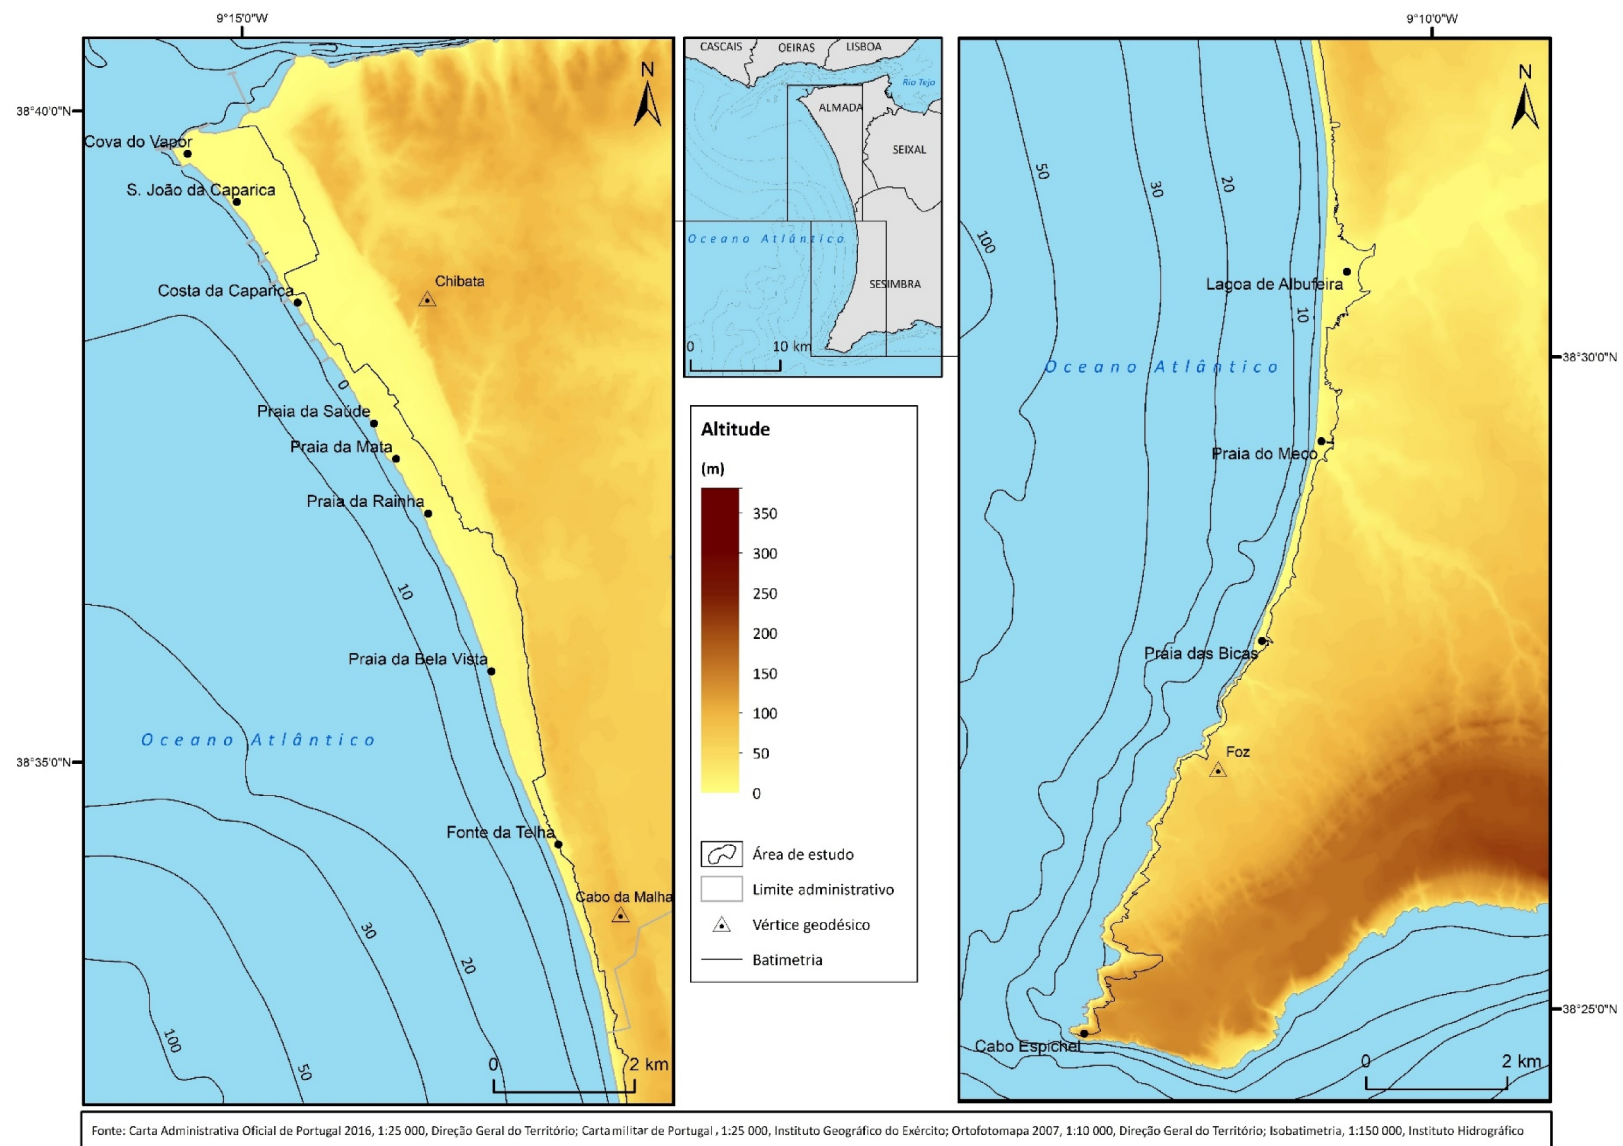 9°15'0"W
9°10'0"W
38°40'0"N
38°35'0"N
N
Cova do Vapor
S. João da Caparica
Costa da Caparica
Chibata
Praia da Saúde
Praia da Mata
Praia da Rainha
Praia da Bela Vista
Oceano Atlântico
Fonte da Telha
Cabo da Malha
0
10
20
30
50
100
0 2 km
CASCAIS
OEIRAS
LISBOA
Rio Tejo
ALMADA
SEIXAL
Oceano Atlântico
SESIMBRA
0 10 km
Altitude
(m)
350
300
250
200
150
100
50
0
Área de estudo
Limite administrativo
Vértice geodésico
Batimetria
N
50
30
20
100
10
Lagoa de Albufeira
Oceano Atlântico
38°30'0"N
Praia do Meco
Praia das Bicas
Foz
38°25'0"N
Cabo Espichel
0 2 km
Fonte: Carta Administrativa Oficial de Portugal 2016, 1:25 000, Direção Geral do Território; Carta militar de Portugal , 1:25 000, Instituto Geográfico do Exército; Ortofotomapa 2007, 1:10 000, Direção Geral do Território; Isobatimetria, 1:150 000, Instituto Hidrográfico